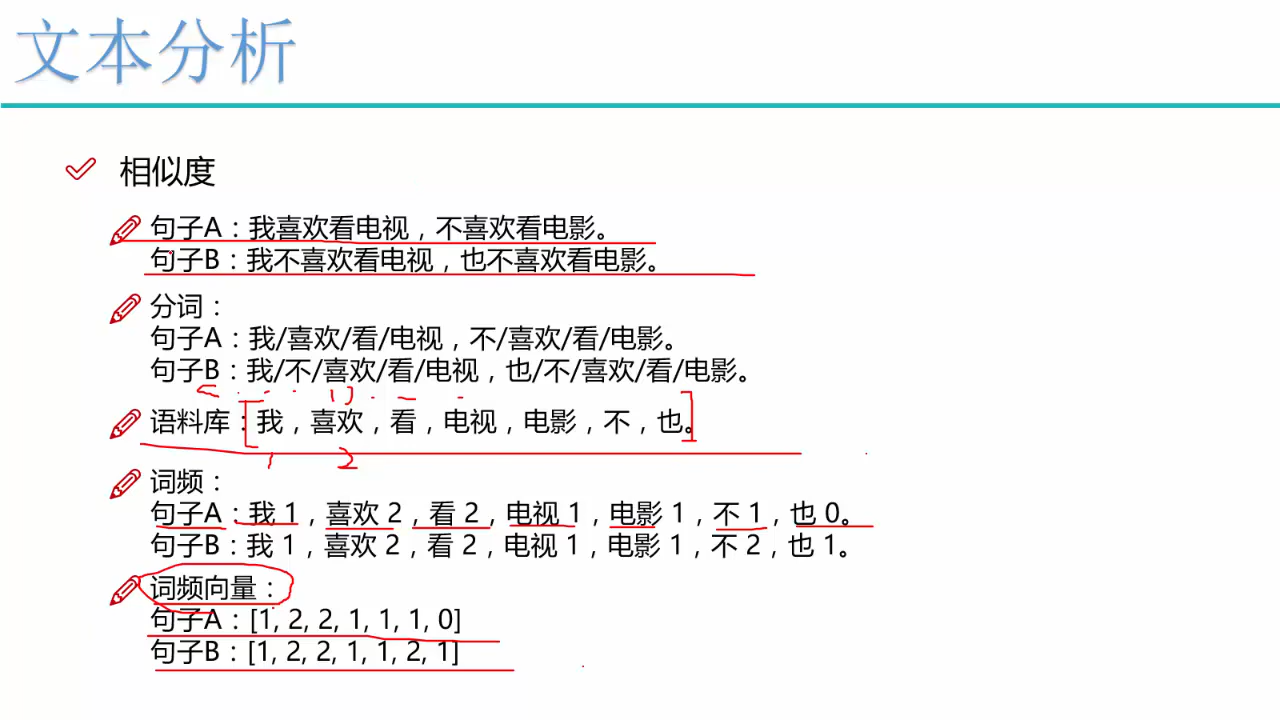 文本分析
相似度
句子A：我喜欢看电视，不喜欢看电影。
句子B：我不喜欢看电视，也不喜欢看电影。
分词：
句子A：我/喜欢/看/电视，不/喜欢/看/电影。
句子B：我/不/喜欢/看/电视，也/不/喜欢/看/电影。
语料库：我，喜欢，看，电视，电影，不，也。
1 2
词频：
句子A：我 1，喜欢 2，看 2，电视 1，电影 1，不 1，也 0。
句子B：我 1，喜欢 2，看 2，电视 1，电影 1，不 2，也 1。
词频向量：
句子A：[1, 2, 2, 1, 1, 1, 0]
句子B：[1, 2, 2, 1, 1, 2, 1]